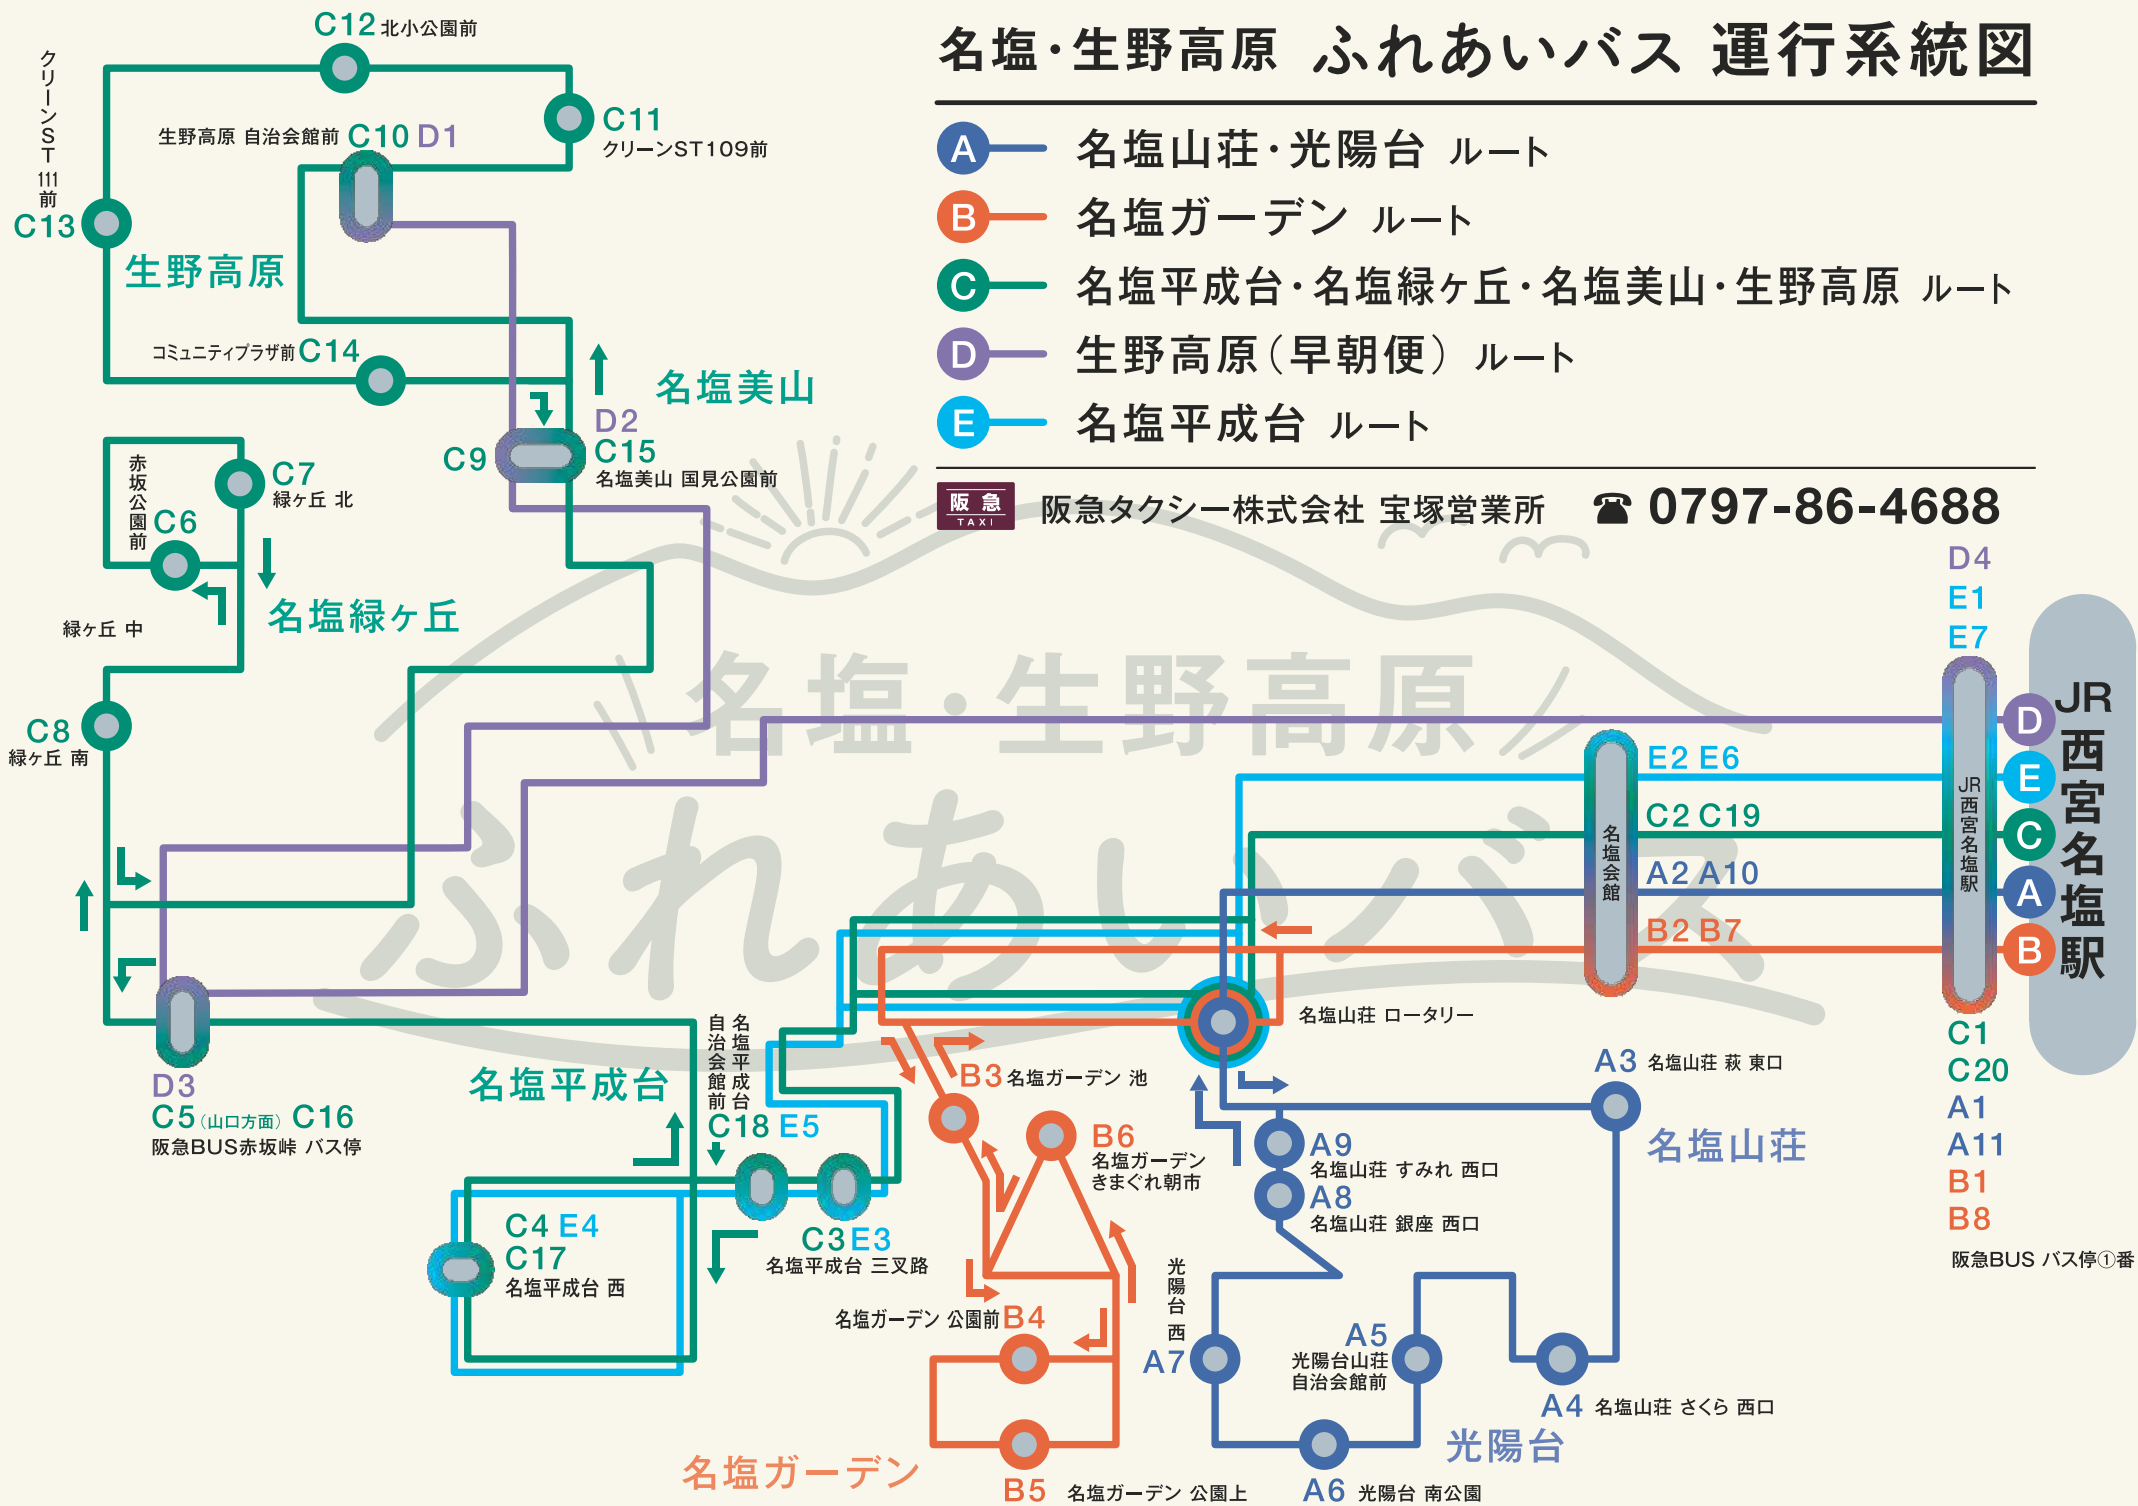 名塩・生野高原 ふれあいバス 運行系統図
A 名塩山荘・光陽台 ルート
B 名塩ガーデン ルート
C 名塩平成台・名塩緑ヶ丘・名塩美山・生野高原 ルート
D 生野高原（早朝便） ルート
E 名塩平成台 ルート
阪急 TAXI 阪急タクシー株式会社 宝塚営業所 ☎ 0797-86-4688
C12 北小公園前
クリーンST 111前
C13
C11
クリーンST109前
生野高原 自治会館前 C10 D1
生野高原
コミュニティプラザ前 C14
名塩美山
D2
C9
C15
名塩美山 国見公園前
赤坂公園前
C7
緑ヶ丘 北
C6
名塩緑ヶ丘
緑ヶ丘 中
C8
緑ヶ丘 南
名塩・生野高原
ふれあいバス
D3
C5（山口方面） C16
阪急BUS赤坂峠 バス停
名塩平成台
名塩平成台
自治会館前
C18 E5
C4 E4
C17
名塩平成台 西
C3 E3
名塩平成台 三叉路
B3 名塩ガーデン 池
B6
名塩ガーデン
きまぐれ朝市
名塩ガーデン 公園前 B4
B5 名塩ガーデン 公園上
名塩ガーデン
名塩山荘 ロータリー
A3 名塩山荘 萩 東口
名塩山荘
A9
名塩山荘 すみれ 西口
A8
名塩山荘 銀座 西口
光陽台 西
A7
A5
光陽台山荘
自治会館前
A4 名塩山荘 さくら 西口
光陽台
A6 光陽台 南公園
名塩会館
E2 E6
C2 C19
A2 A10
B2 B7
D4
E1
E7
JR西宮名塩駅
D
E
C
A
B
JR西宮名塩駅
C1
C20
A1
A11
B1
B8
阪急BUS バス停①番